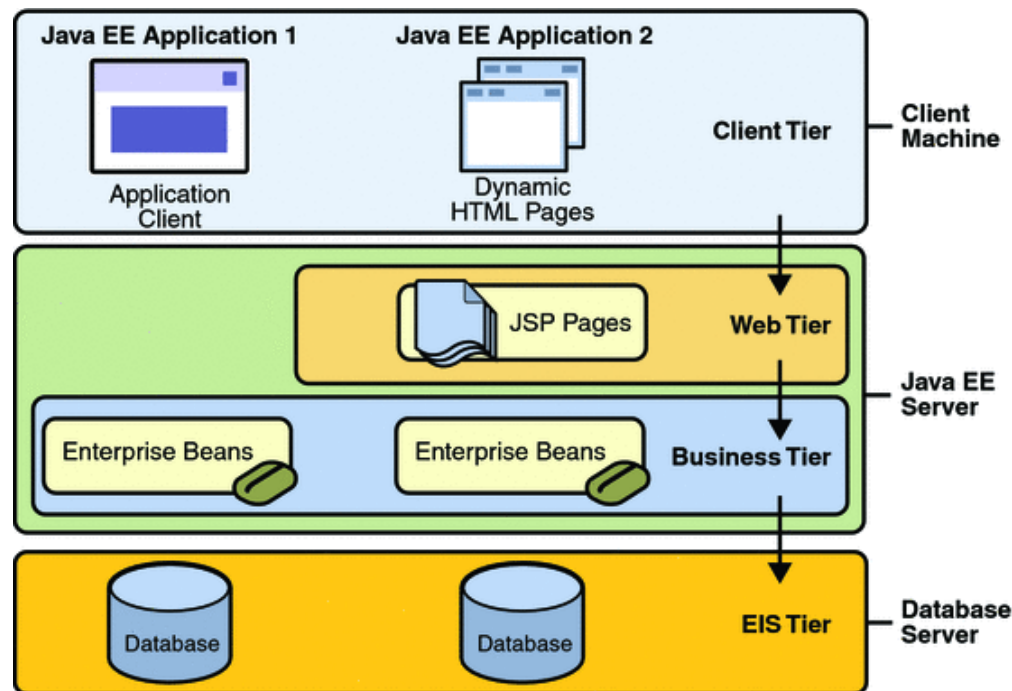 Java EE Application 1
Java EE Application 2
Application
Client
Dynamic
HTML Pages
Client Tier
Client
Machine
JSP Pages
Web Tier
Java EE
Server
Enterprise Beans
Enterprise Beans
Business Tier
Database
Database
EIS Tier
Database
Server